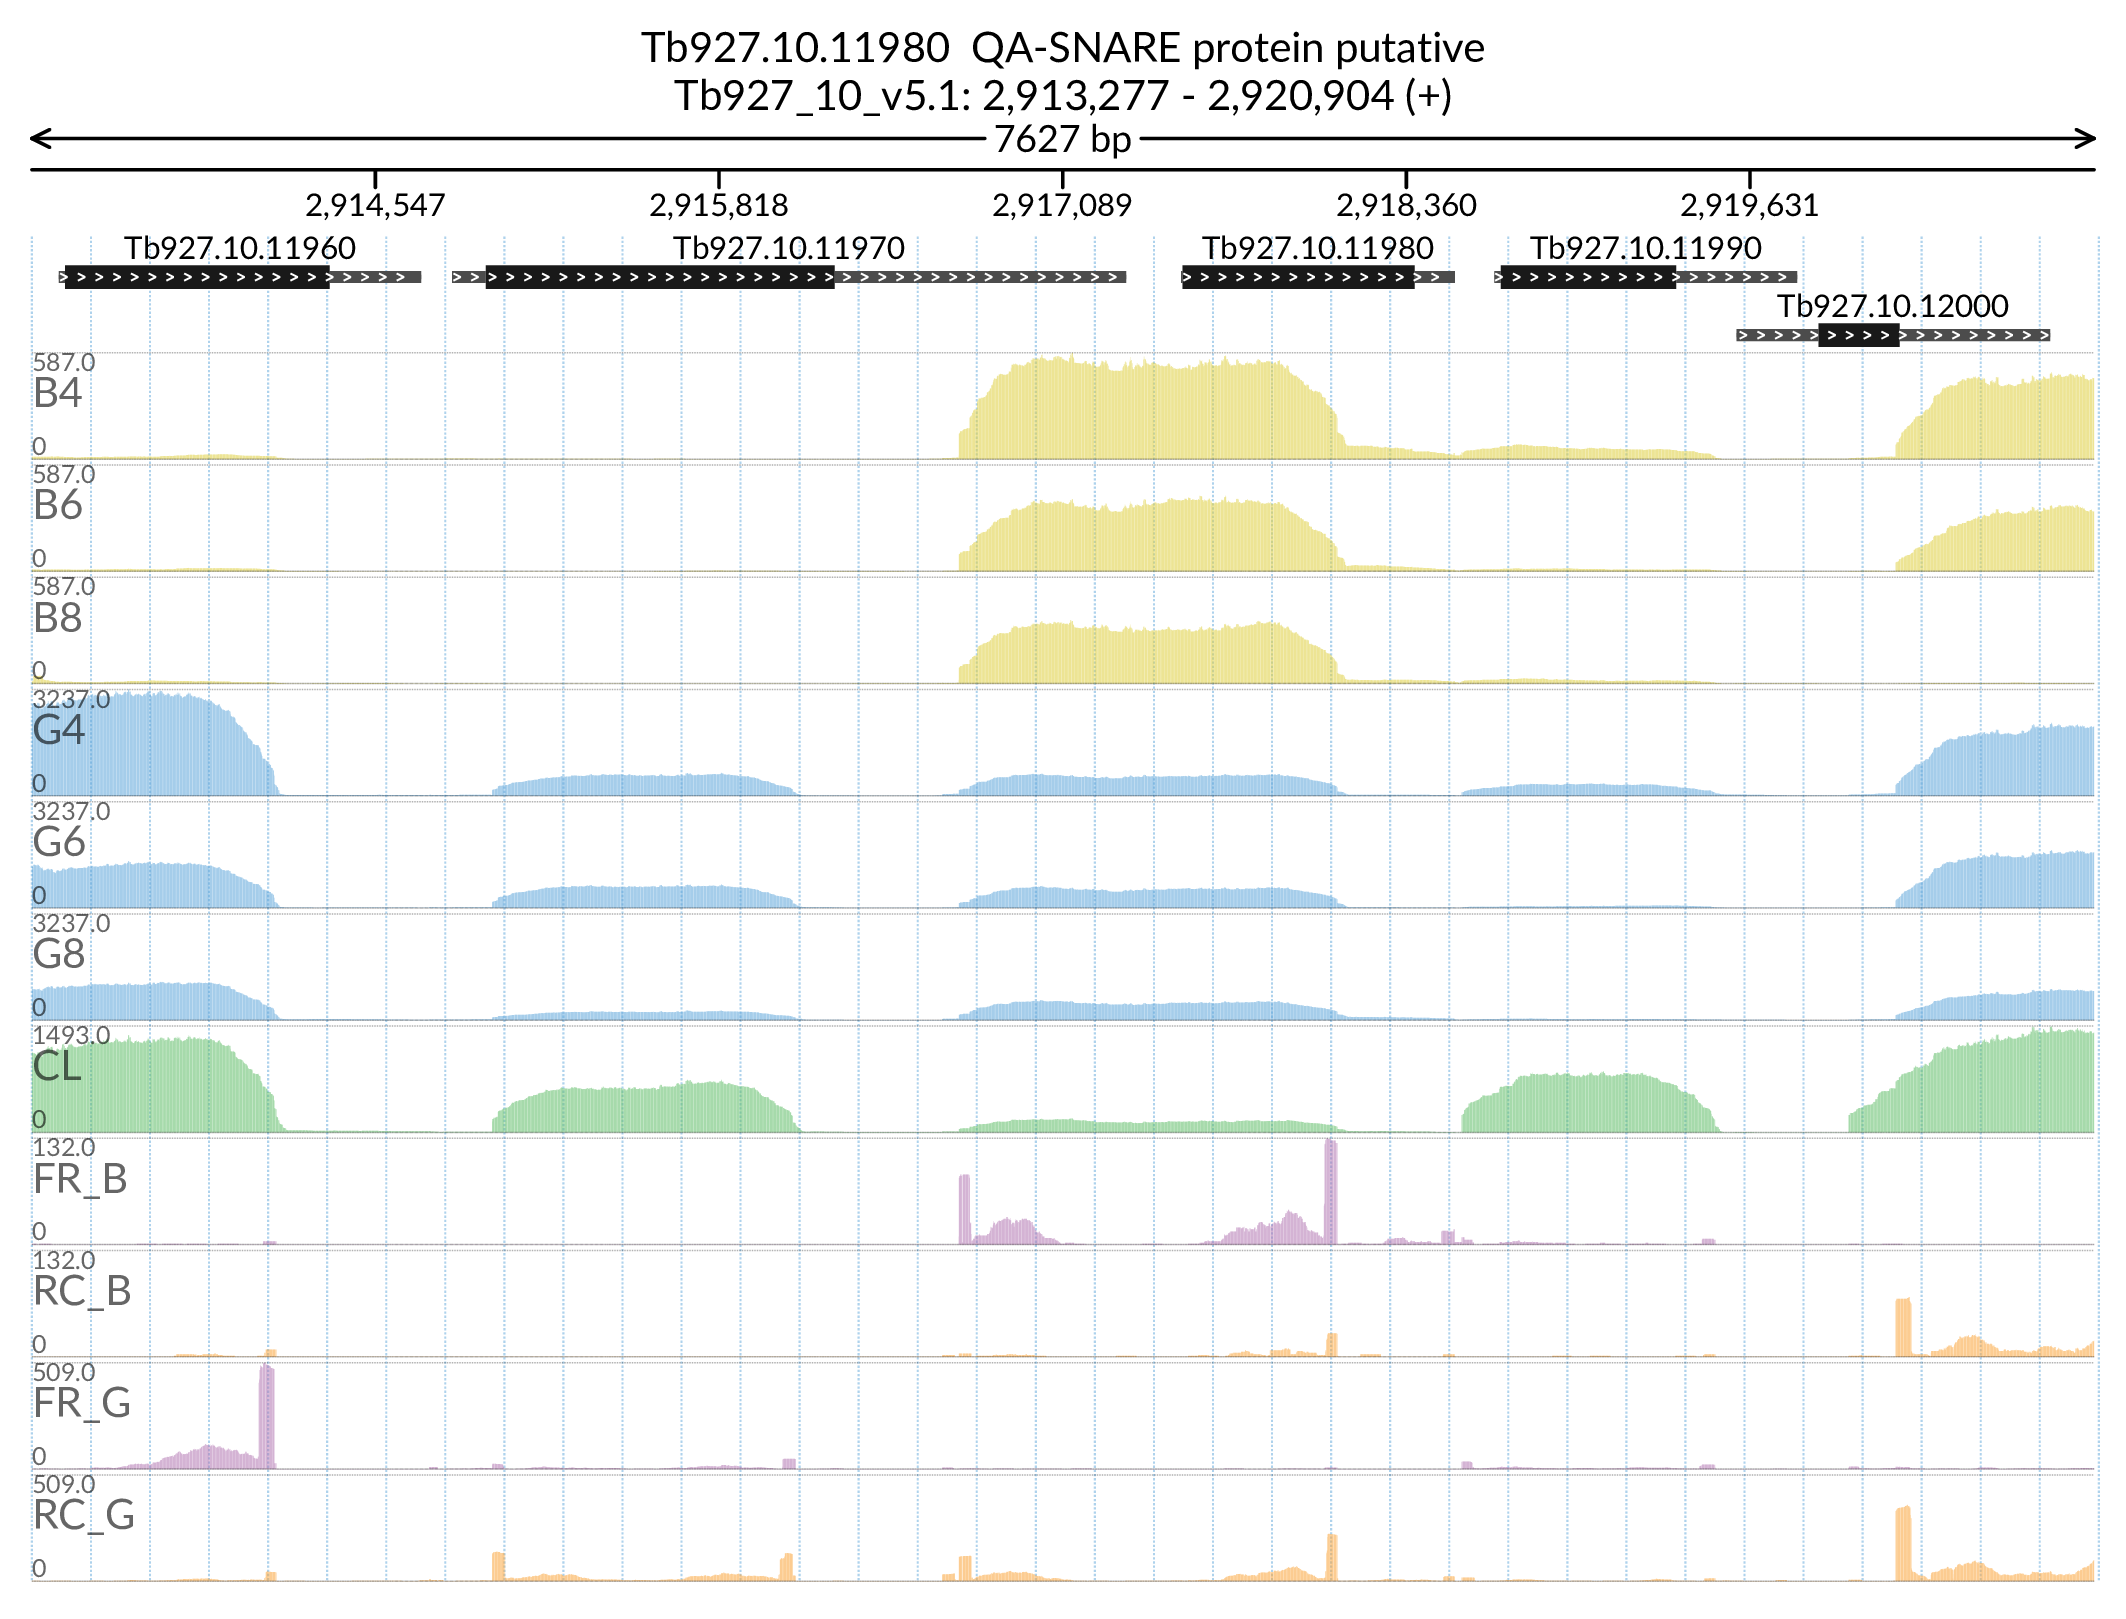 Tb927.10.11980 QA-SNARE protein putative
Tb927_10_v5.1: 2,913,277 - 2,920,904 (+)
7627 bp
2,914,547 2,915,818 2,917,089 2,918,360 2,919,631
Tb927.10.11960 Tb927.10.11970 Tb927.10.11980 Tb927.10.11990
Tb927.10.12000
587.0
B4
0
587.0
B6
0
587.0
B8
0
3237.0
G4
0
3237.0
G6
0
3237.0
G8
0
1493.0
CL
0
132.0
FR_B
0
132.0
RC_B
0
509.0
FR_G
0
509.0
RC_G
0